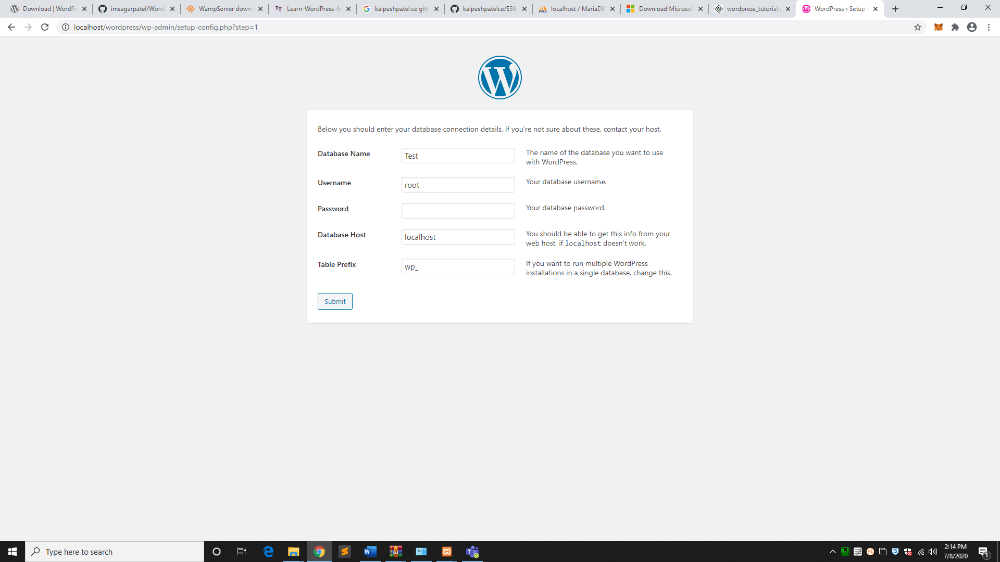 Download | WordPr
imsagarpatel/Word
WampServer downl
Learn-WordPress-fr
kalpeshpatel.ce gith
kalpeshpatelce/S3B
localhost / MariaDB
Download Microsof
wordpress_tutorial.p
WordPress › Setup
localhost/wordpress/wp-admin/setup-config.php?step=1
Below you should enter your database connection details. If you’re not sure about these, contact your host.
Database Name
Test
The name of the database you want to use
with WordPress.
Username
root
Your database username.
Password
Your database password.
Database Host
localhost
You should be able to get this info from your
web host, if localhost doesn’t work.
Table Prefix
wp_
If you want to run multiple WordPress
installations in a single database, change this.
Submit
Type here to search
2:14 PM
7/8/2020
1